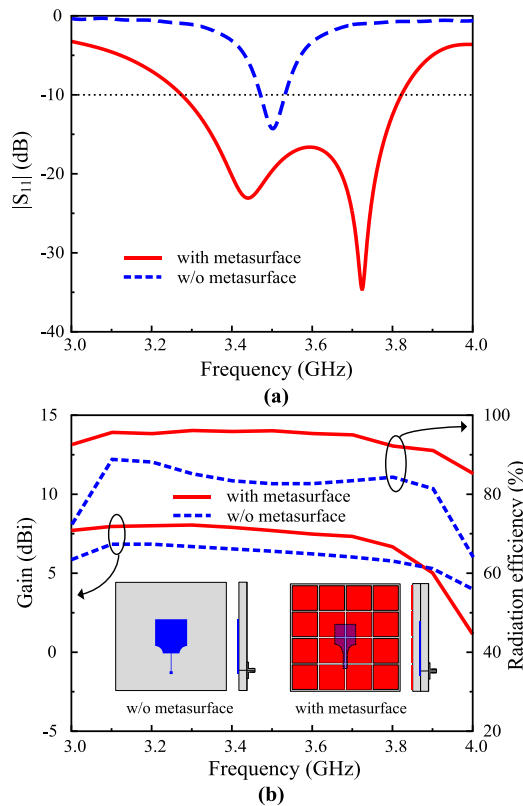 0
-10
-20
-30
-40
|S11| (dB)
with metasurface
w/o metasurface
3.0 3.2 3.4 3.6 3.8 4.0
Frequency (GHz)
(a)
15
10
5
0
-5
Gain (dBi)
100
80
60
40
20
Radiation efficiency (%)
with metasurface
w/o metasurface
w/o metasurface with metasurface
3.0 3.2 3.4 3.6 3.8 4.0
Frequency (GHz)
(b)